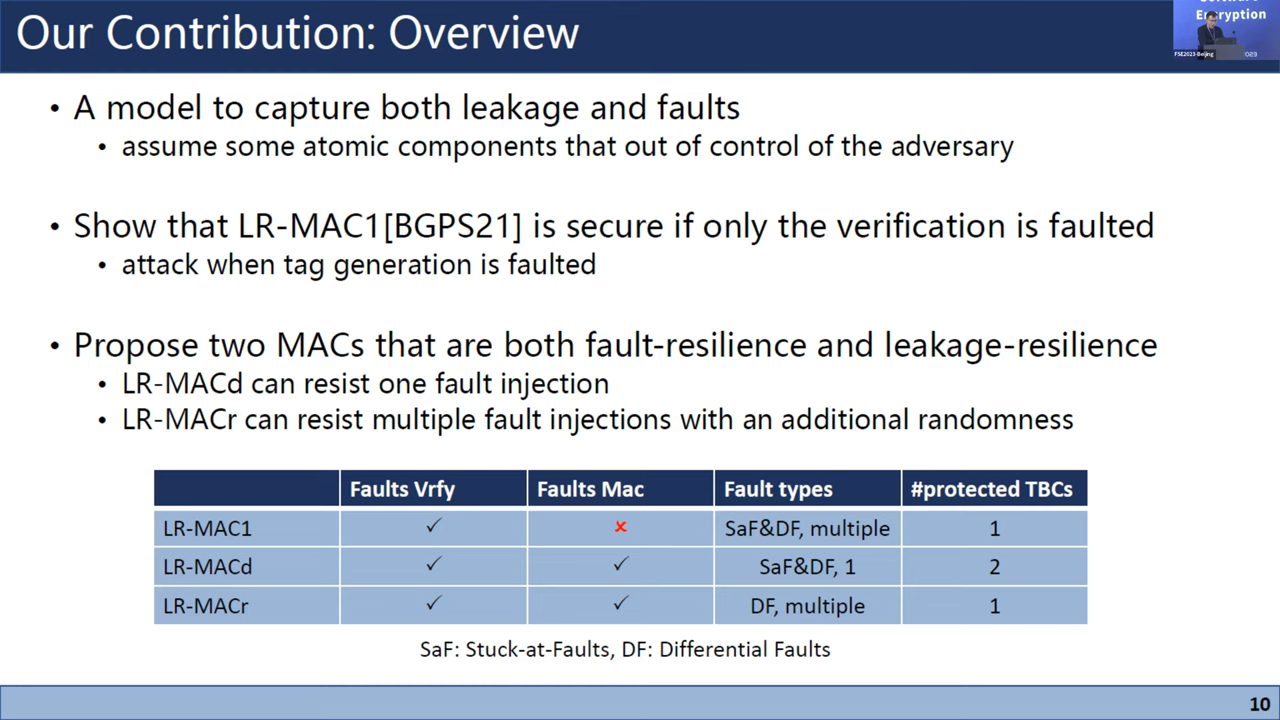 Our Contribution: Overview
Encryption
FSE2023-Beijing
023
• A model to capture both leakage and faults
• assume some atomic components that out of control of the adversary
• Show that LR-MAC1[BGPS21] is secure if only the verification is faulted
• attack when tag generation is faulted
• Propose two MACs that are both fault-resilience and leakage-resilience
• LR-MACd can resist one fault injection
• LR-MACr can resist multiple fault injections with an additional randomness
Faults Vrfy Faults Mac Fault types #protected TBCs
LR-MAC1 ✓ ✗ SaF&DF, multiple 1
LR-MACd ✓ ✓ SaF&DF, 1 2
LR-MACr ✓ ✓ DF, multiple 1
SaF: Stuck-at-Faults, DF: Differential Faults
10